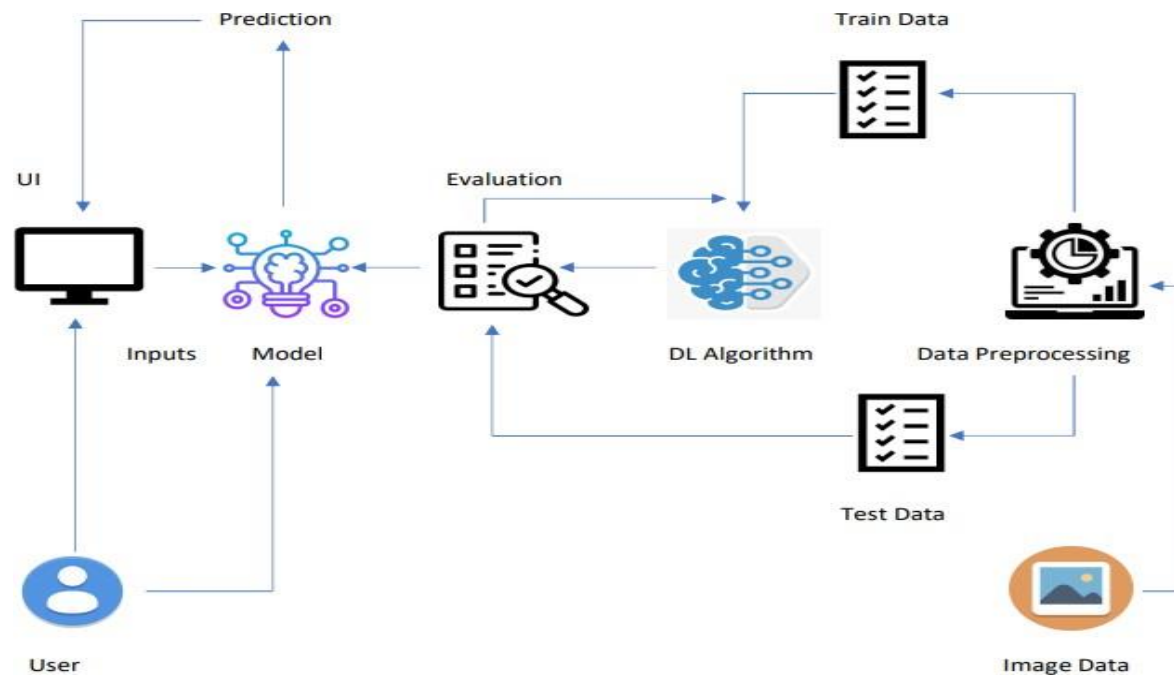 Prediction
Train Data
UI
Evaluation
Inputs
Model
DL Algorithm
Data Preprocessing
Test Data
User
Image Data